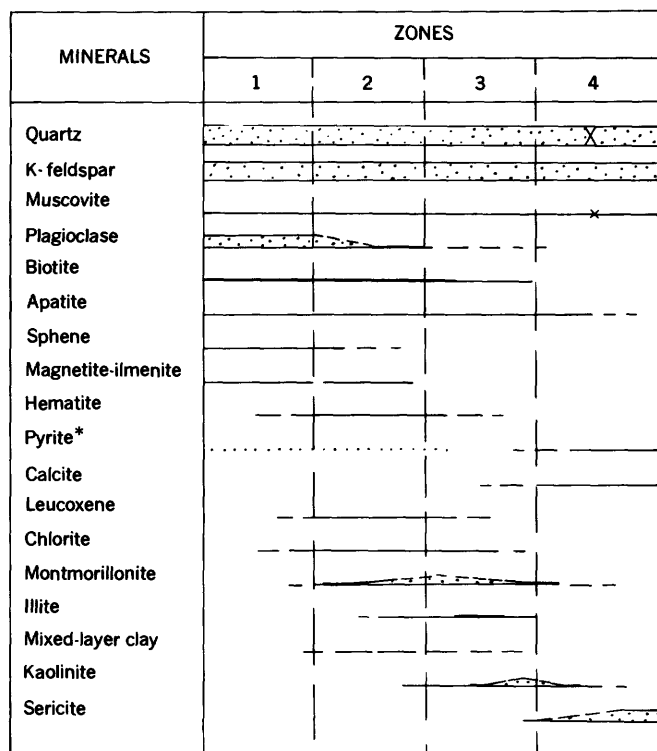 MINERALS
ZONES
1 2 3 4
Quartz
K-feldspar
Muscovite
Plagioclase
Biotite
Apatite
Sphene
Magnetite-ilmenite
Hematite
Pyrite*
Calcite
Leucoxene
Chlorite
Montmorillonite
Illite
Mixed-layer clay
Kaolinite
Sericite